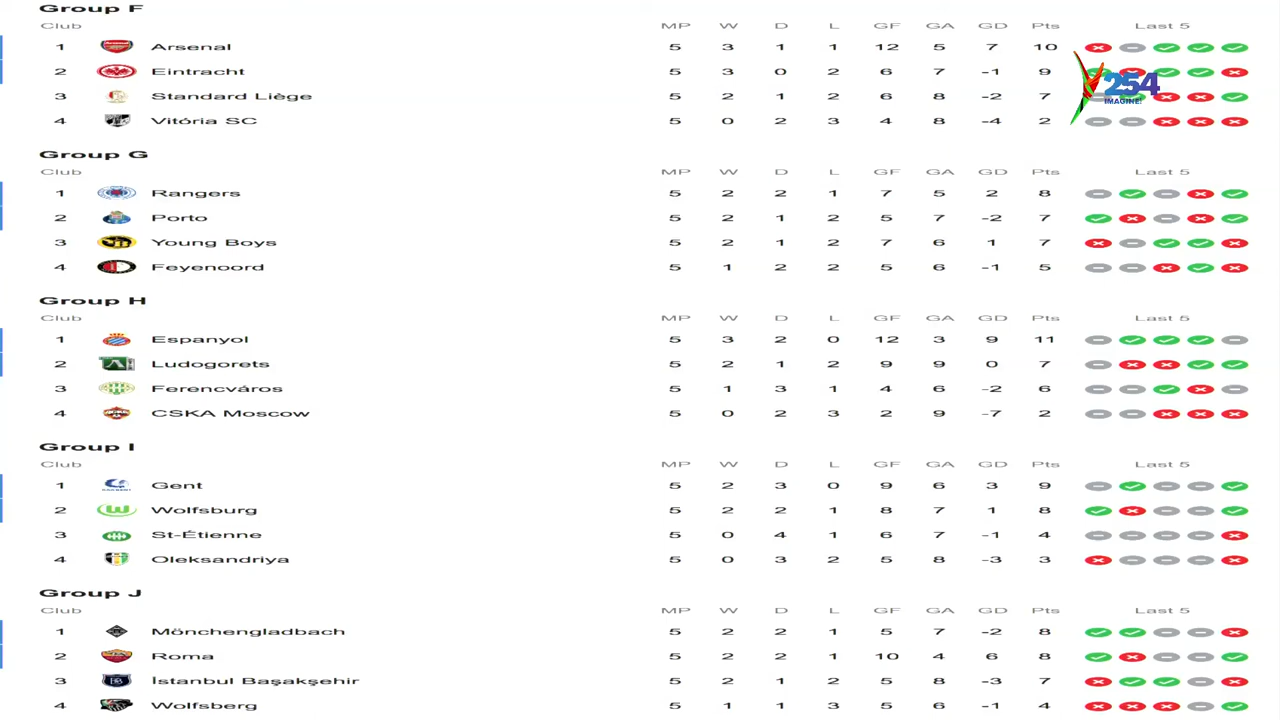 Group F
Club MP W D L GF GA GD Pts Last 5
1 Arsenal 5 3 1 1 12 5 7 10
2 Eintracht 5 3 0 2 6 7 -1 9
254
3 Standard Liège 5 2 1 2 6 8 -2 7
IMAGINE!
4 Vitória SC 5 0 2 3 4 8 -4 2
Group G
Club MP W D L GF GA GD Pts Last 5
1 Rangers 5 2 2 1 7 5 2 8
2 Porto 5 2 1 2 5 7 -2 7
3 Young Boys 5 2 1 2 7 6 1 7
4 Feyenoord 5 1 2 2 5 6 -1 5
Group H
Club MP W D L GF GA GD Pts Last 5
1 Espanyol 5 3 2 0 12 3 9 11
2 Ludogorets 5 2 1 2 9 9 0 7
3 Ferencváros 5 1 3 1 4 6 -2 6
4 CSKA Moscow 5 0 2 3 2 9 -7 2
Group I
Club MP W D L GF GA GD Pts Last 5
1 Gent 5 2 3 0 9 6 3 9
2 Wolfsburg 5 2 2 1 8 7 1 8
3 St-Étienne 5 0 4 1 6 7 -1 4
4 Oleksandriya 5 0 3 2 5 8 -3 3
Group J
Club MP W D L GF GA GD Pts Last 5
1 Mönchengladbach 5 2 2 1 5 7 -2 8
2 Roma 5 2 2 1 10 4 6 8
3 İstanbul Başakşehir 5 2 1 2 5 8 -3 7
4 Wolfsberg 5 1 1 3 5 6 -1 4